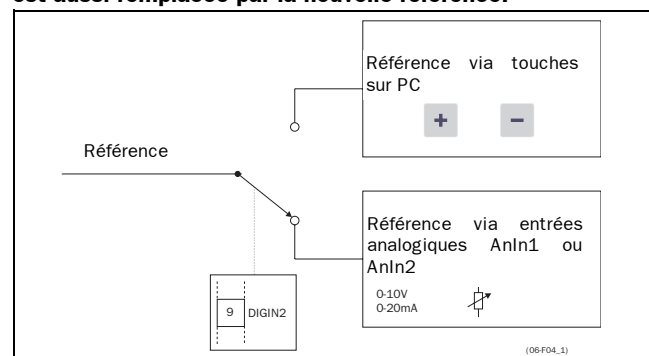 est aussi remplacée par la nouvelle référence.
Référence via touches
sur PC
+ -
Référence
Référence via entrées
analogiques AnIn1 ou
AnIn2
0-10V
0-20mA
9 DIGIN2
(06-F04_1)